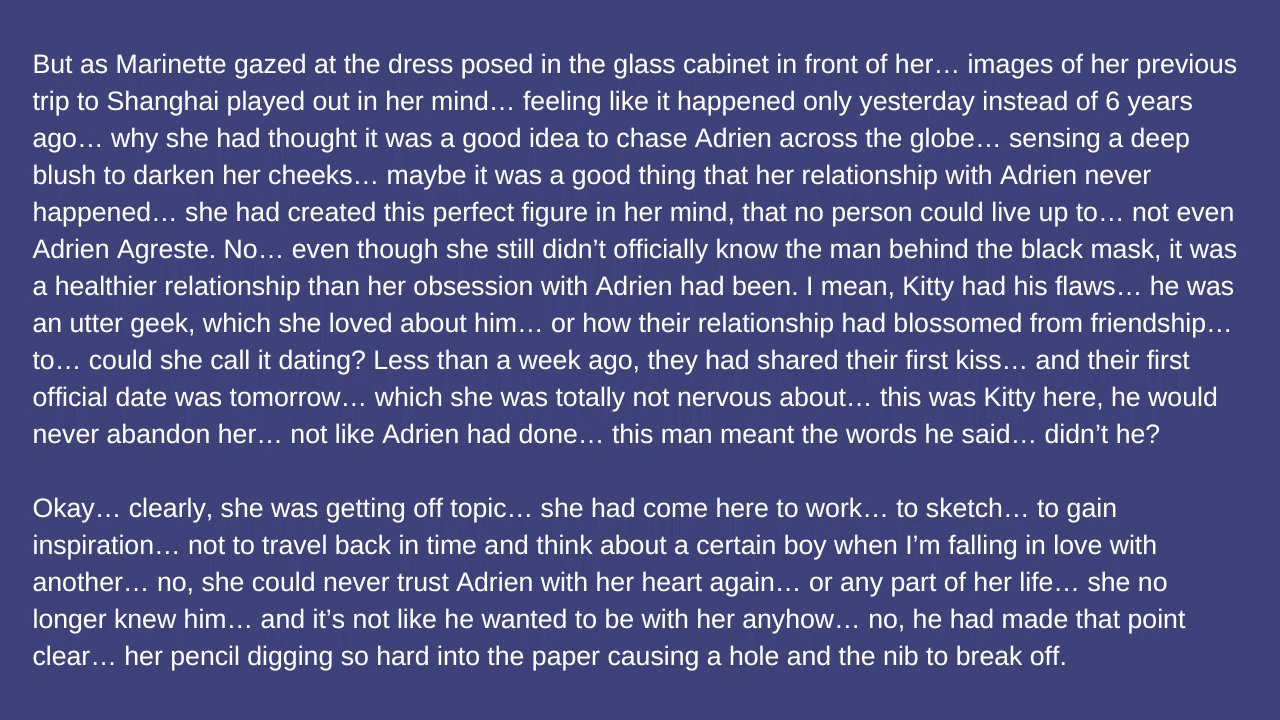 But as Marinette gazed at the dress posed in the glass cabinet in front of her… images of her previous
trip to Shanghai played out in her mind… feeling like it happened only yesterday instead of 6 years
ago… why she had thought it was a good idea to chase Adrien across the globe… sensing a deep
blush to darken her cheeks… maybe it was a good thing that her relationship with Adrien never
happened… she had created this perfect figure in her mind, that no person could live up to… not even
Adrien Agreste. No… even though she still didn’t officially know the man behind the black mask, it was
a healthier relationship than her obsession with Adrien had been. I mean, Kitty had his flaws… he was
an utter geek, which she loved about him… or how their relationship had blossomed from friendship…
to… could she call it dating? Less than a week ago, they had shared their first kiss… and their first
official date was tomorrow… which she was totally not nervous about… this was Kitty here, he would
never abandon her… not like Adrien had done… this man meant the words he said… didn’t he?
Okay… clearly, she was getting off topic… she had come here to work… to sketch… to gain
inspiration… not to travel back in time and think about a certain boy when I’m falling in love with
another… no, she could never trust Adrien with her heart again… or any part of her life… she no
longer knew him… and it’s not like he wanted to be with her anyhow… no, he had made that point
clear… her pencil digging so hard into the paper causing a hole and the nib to break off.